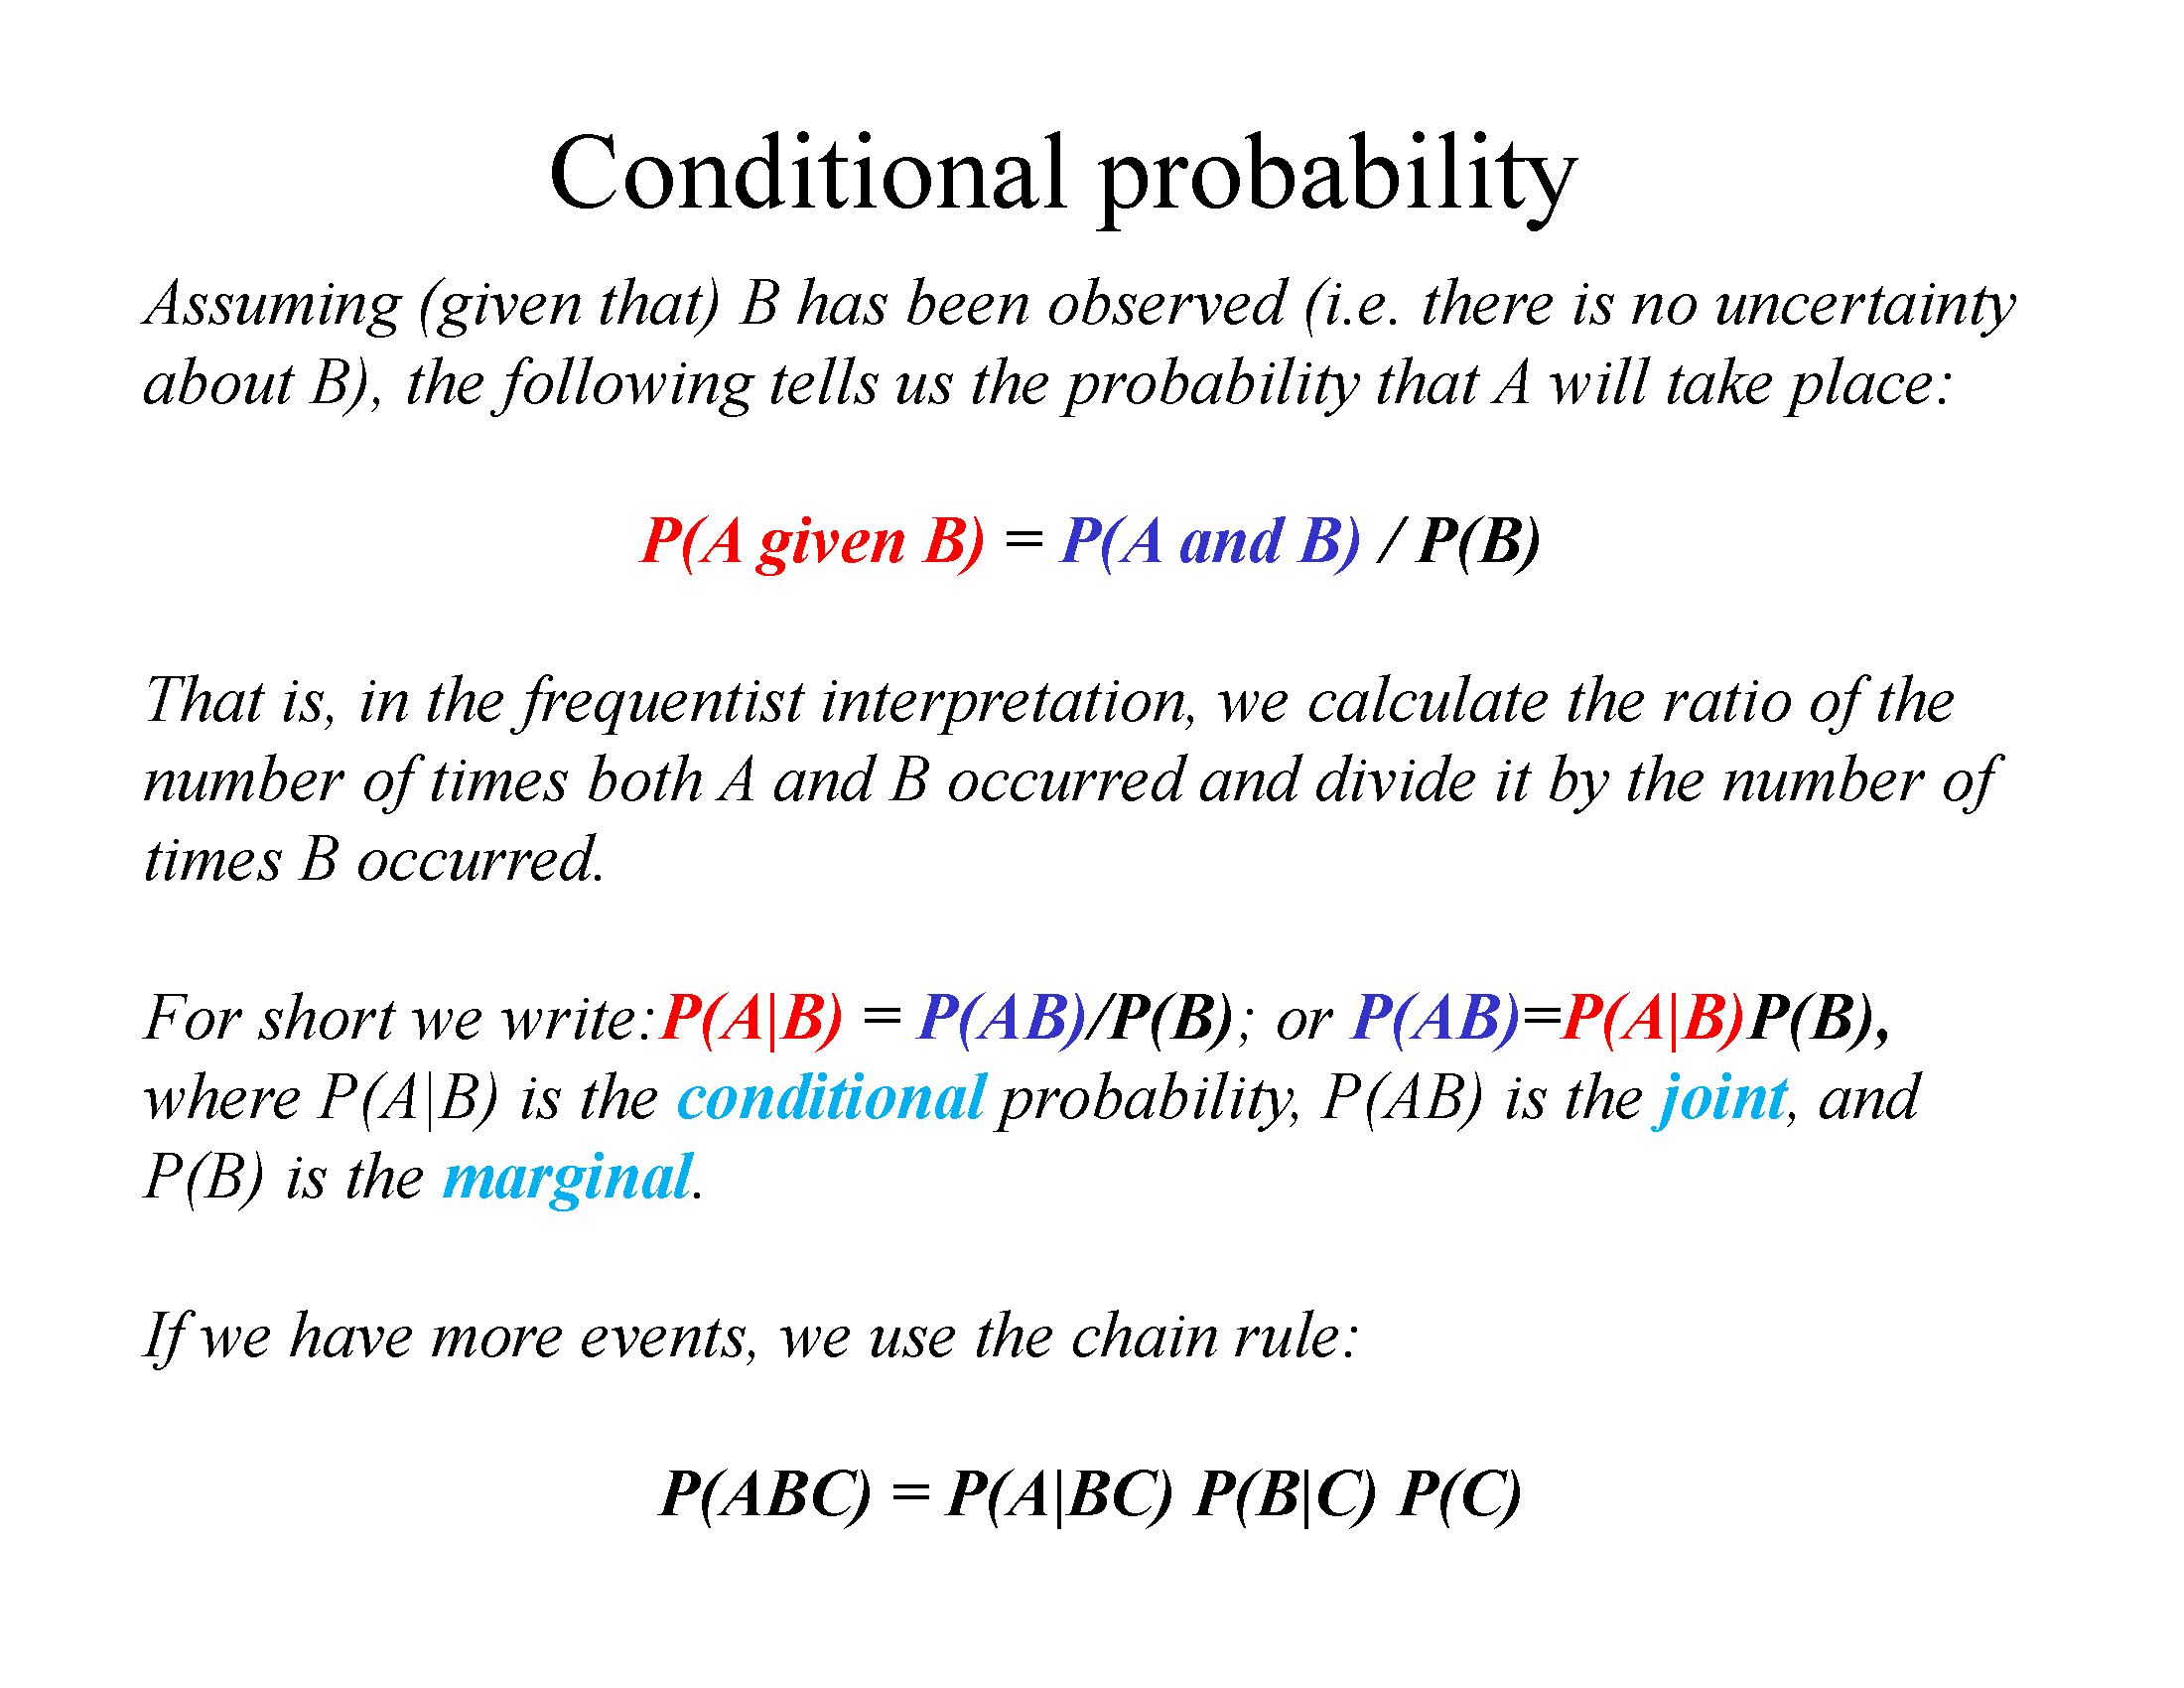 Conditional probability
Assuming (given that) B has been observed (i.e. there is no uncertainty
about B), the following tells us the probability that A will take place:
P(A given B) = P(A and B) / P(B)
That is, in the frequentist interpretation, we calculate the ratio of the
number of times both A and B occurred and divide it by the number of
times B occurred.
For short we write:P(A|B) = P(AB)/P(B); or P(AB)=P(A|B)P(B),
where P(A|B) is the conditional probability, P(AB) is the joint, and
P(B) is the marginal.
If we have more events, we use the chain rule:
P(ABC) = P(A|BC) P(B|C) P(C)